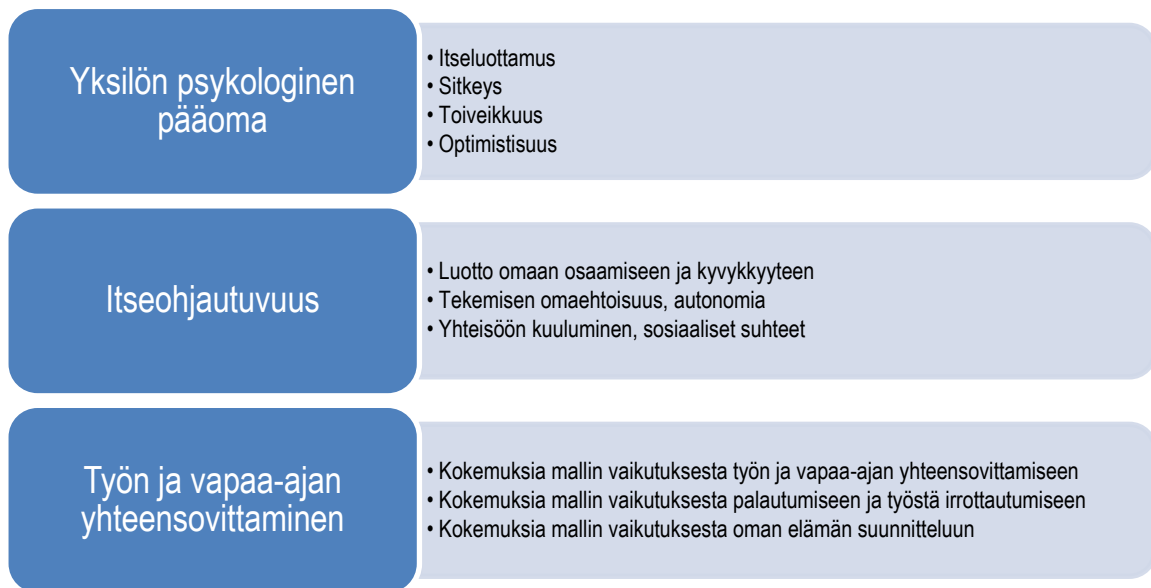 Yksilön psykologinen
pääoma
• Itseluottamus
• Sitkeys
• Toiveikkuus
• Optimistisuus
Itseohjautuvuus
• Luotto omaan osaamiseen ja kyvykkyyteen
• Tekemisen omaehtoisuus, autonomia
• Yhteisöön kuuluminen, sosiaaliset suhteet
Työn ja vapaa-ajan
yhteensovittaminen
• Kokemuksia mallin vaikutuksesta työn ja vapaa-ajan yhteensovittamiseen
• Kokemuksia mallin vaikutuksesta palautumiseen ja työstä irrottautumiseen
• Kokemuksia mallin vaikutuksesta oman elämän suunnitteluun